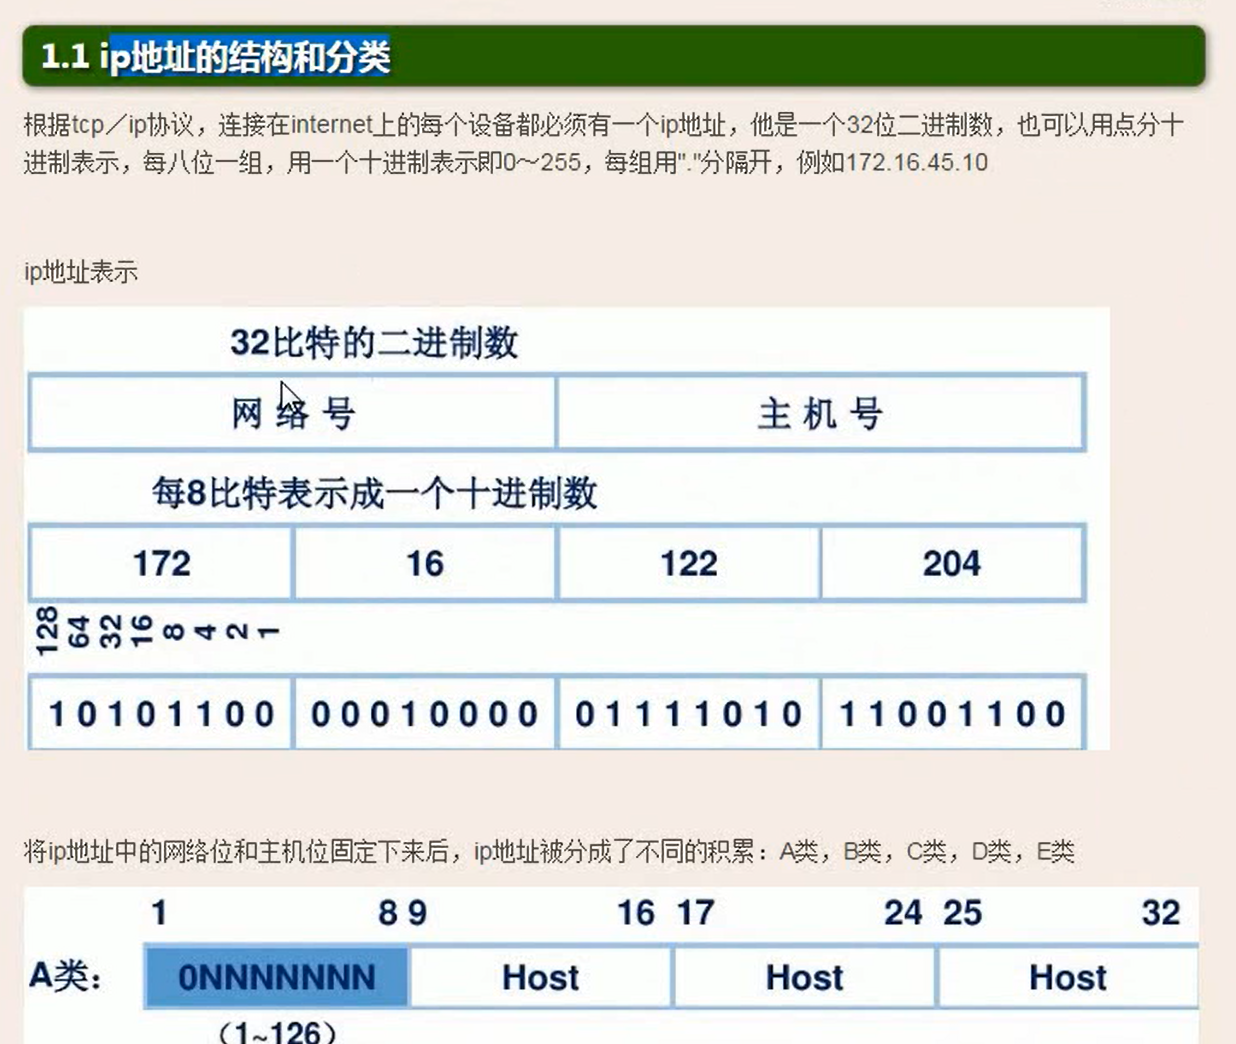 1.1 ip地址的结构和分类
根据tcp／ip协议，连接在internet上的每个设备都必须有一个ip地址，他是一个32位二进制数，也可以用点分十
进制表示，每八位一组，用一个十进制表示即0～255，每组用"."分隔开，例如172.16.45.10
ip地址表示
32比特的二进制数
网 络 号 主 机 号
每8比特表示成一个十进制数
172 16 122 204
128 64 32 16 8 4 2 1
1 0 1 0 1 1 0 0 0 0 0 1 0 0 0 0 0 1 1 1 1 0 1 0 1 1 0 0 1 1 0 0
将ip地址中的网络位和主机位固定下来后，ip地址被分成了不同的积累：A类，B类，C类，D类，E类
1 8 9 16 17 24 25 32
A类： 0NNNNNNN Host Host Host
（1~126）